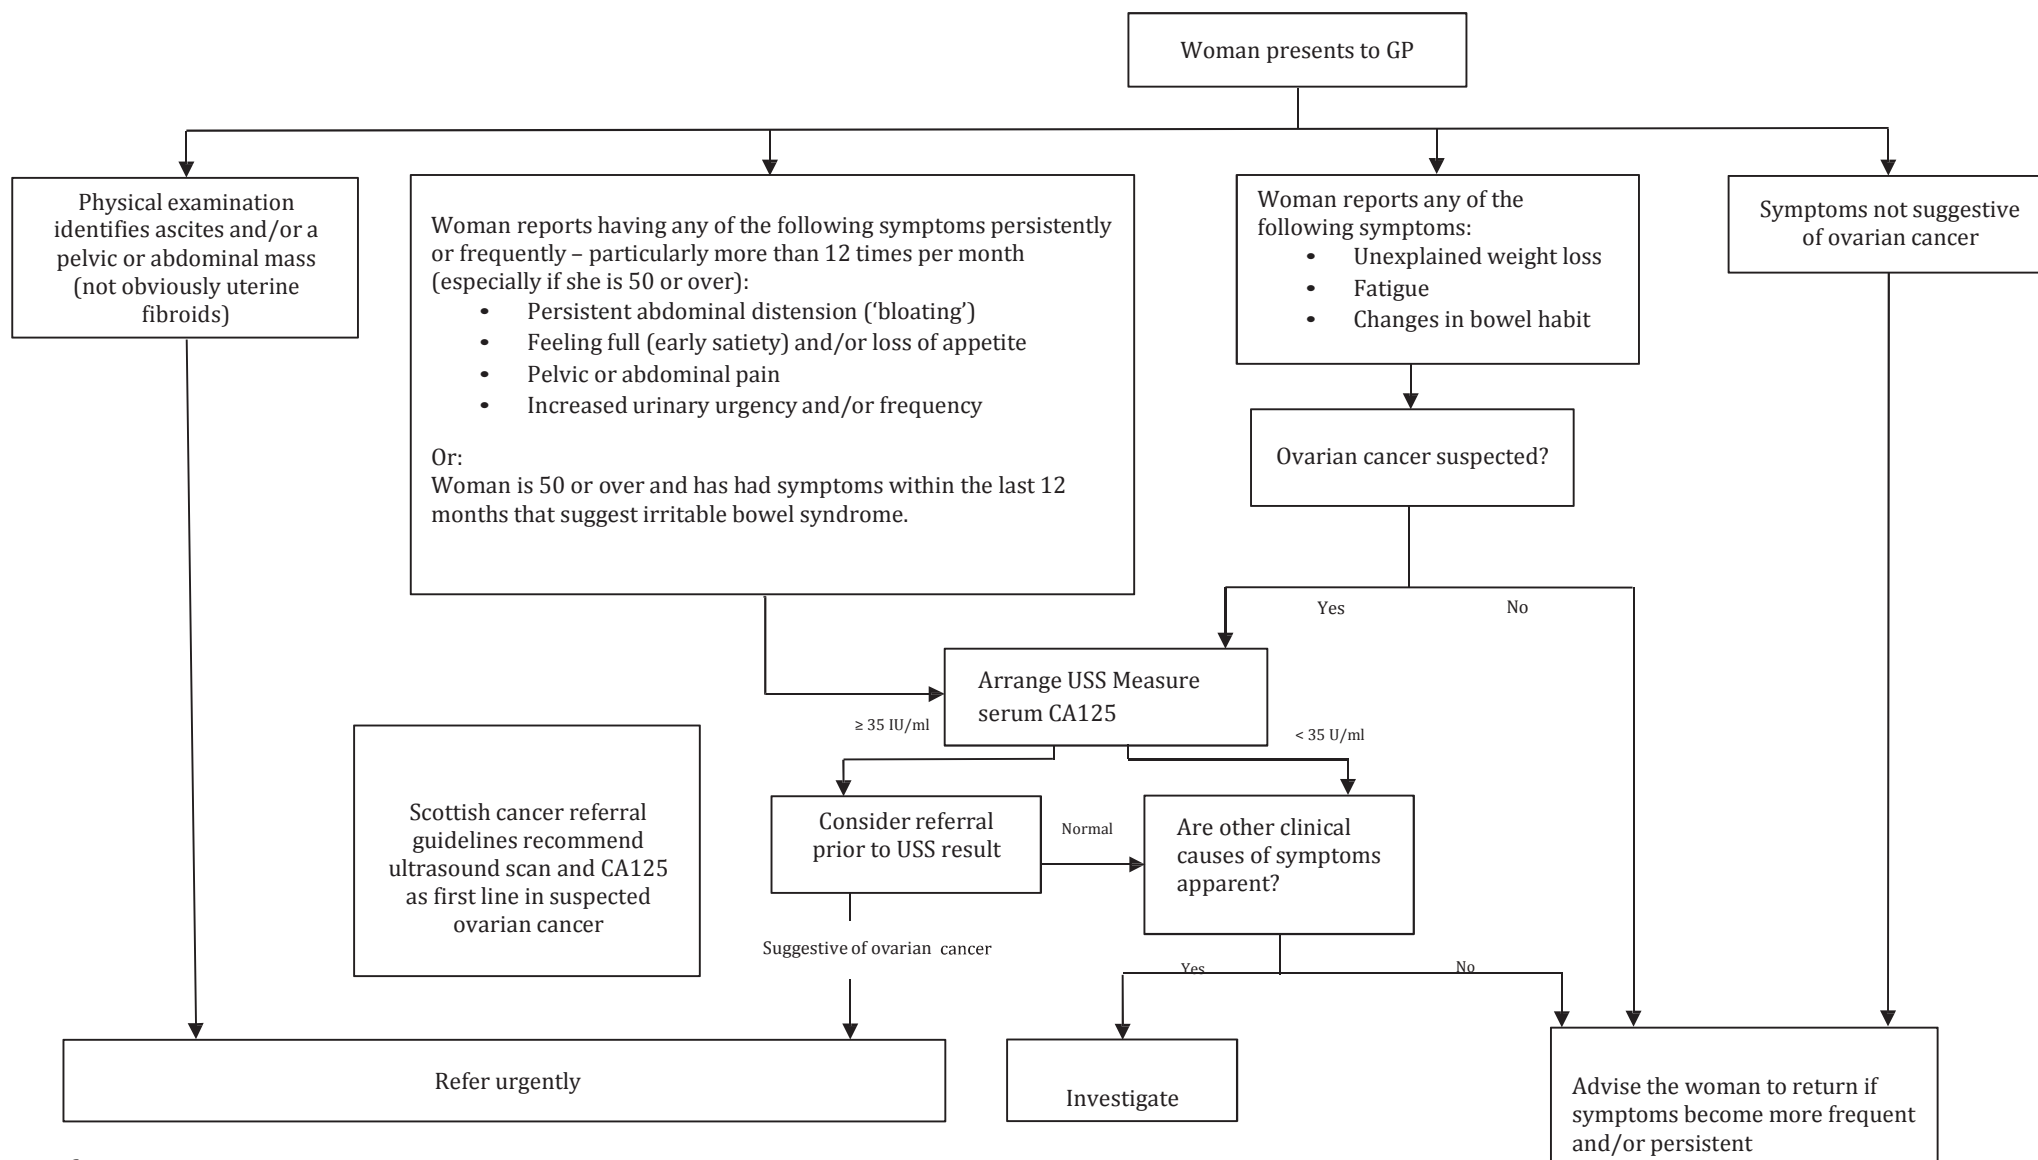 Woman presents to GP
Physical examination
identifies ascites and/or a
pelvic or abdominal mass
(not obviously uterine
fibroids)
Woman reports having any of the following symptoms persistently
or frequently – particularly more than 12 times per month
(especially if she is 50 or over):
• Persistent abdominal distension (‘bloating’)
• Feeling full (early satiety) and/or loss of appetite
• Pelvic or abdominal pain
• Increased urinary urgency and/or frequency
Or:
Woman is 50 or over and has had symptoms within the last 12
months that suggest irritable bowel syndrome.
Woman reports any of the
following symptoms:
• Unexplained weight loss
• Fatigue
• Changes in bowel habit
Symptoms not suggestive
of ovarian cancer
Ovarian cancer suspected?
Yes
No
Arrange USS Measure
serum CA125
≥ 35 IU/ml
< 35 U/ml
Scottish cancer referral
guidelines recommend
ultrasound scan and CA125
as first line in suspected
ovarian cancer
Consider referral
prior to USS result
Normal
Are other clinical
causes of symptoms
apparent?
Suggestive of ovarian cancer
Yes
No
Refer urgently
Investigate
Advise the woman to return if
symptoms become more frequent
and/or persistent